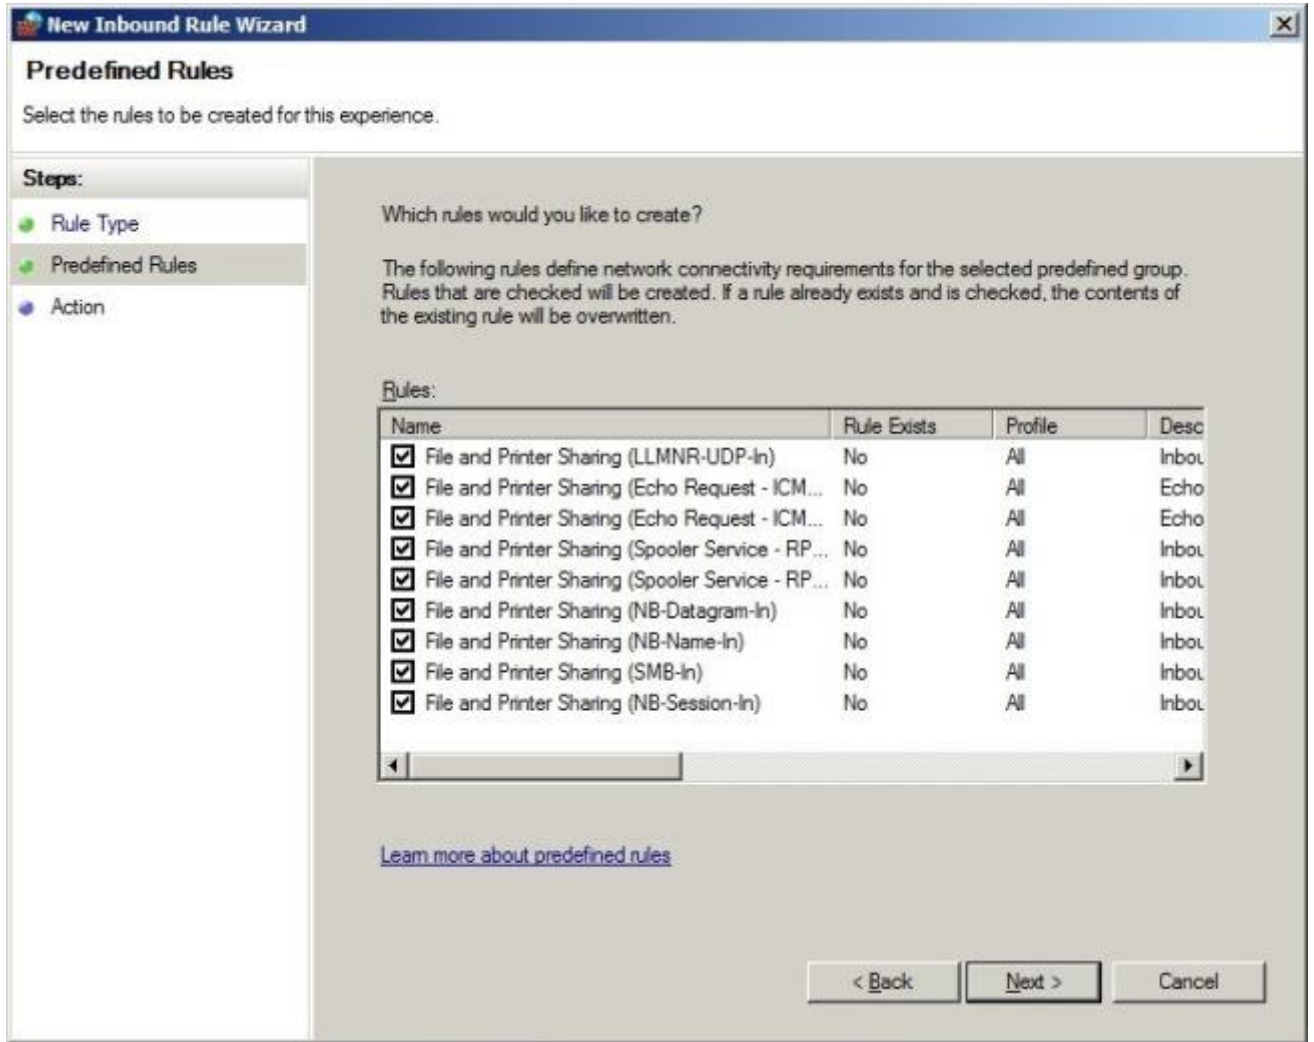 New Inbound Rule Wizard
Predefined Rules
Select the rules to be created for this experience.
Steps:
Rule Type
Predefined Rules
Action
Which rules would you like to create?
The following rules define network connectivity requirements for the selected predefined group.
Rules that are checked will be created. If a rule already exists and is checked, the contents of
the existing rule will be overwritten.
Rules:
Name Rule Exists Profile Desc
File and Printer Sharing (LLMNR-UDP-In) No All Inbou
File and Printer Sharing (Echo Request - ICM... No All Echo
File and Printer Sharing (Echo Request - ICM... No All Echo
File and Printer Sharing (Spooler Service - RP... No All Inbou
File and Printer Sharing (Spooler Service - RP... No All Inbou
File and Printer Sharing (NB-Datagram-In) No All Inbou
File and Printer Sharing (NB-Name-In) No All Inbou
File and Printer Sharing (SMB-In) No All Inbou
File and Printer Sharing (NB-Session-In) No All Inbou
Learn more about predefined rules
< Back Next > Cancel